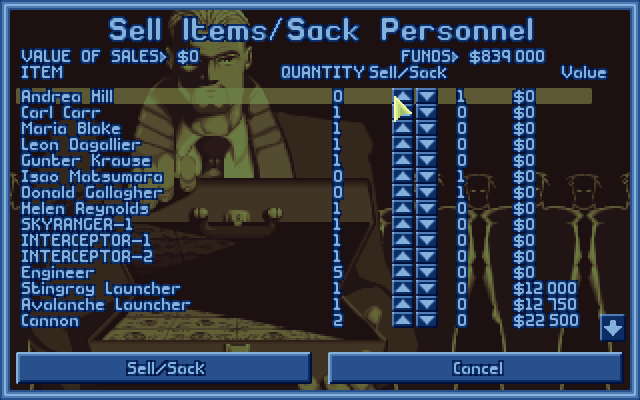 Sell Items/Sack Personnel
VALUE OF SALES> $0 FUNDS> $839 000
ITEM QUANTITY Sell/Sack Value
Andrea Hill 0 1 $0
Carl Carr 1 0 $0
Maria Blake 1 0 $0
Leon Dagallier 1 0 $0
Gunter Krause 1 0 $0
Isao Matsumara 0 1 $0
Donald Gallagher 0 1 $0
Helen Reynolds 1 0 $0
SKYRANGER-1 1 0 $0
INTERCEPTOR-1 1 0 $0
INTERCEPTOR-2 1 0 $0
Engineer 5 0 $0
Stingray Launcher 1 0 $12 000
Avalanche Launcher 1 0 $12 750
Cannon 2 0 $22 500
Sell/Sack Cancel